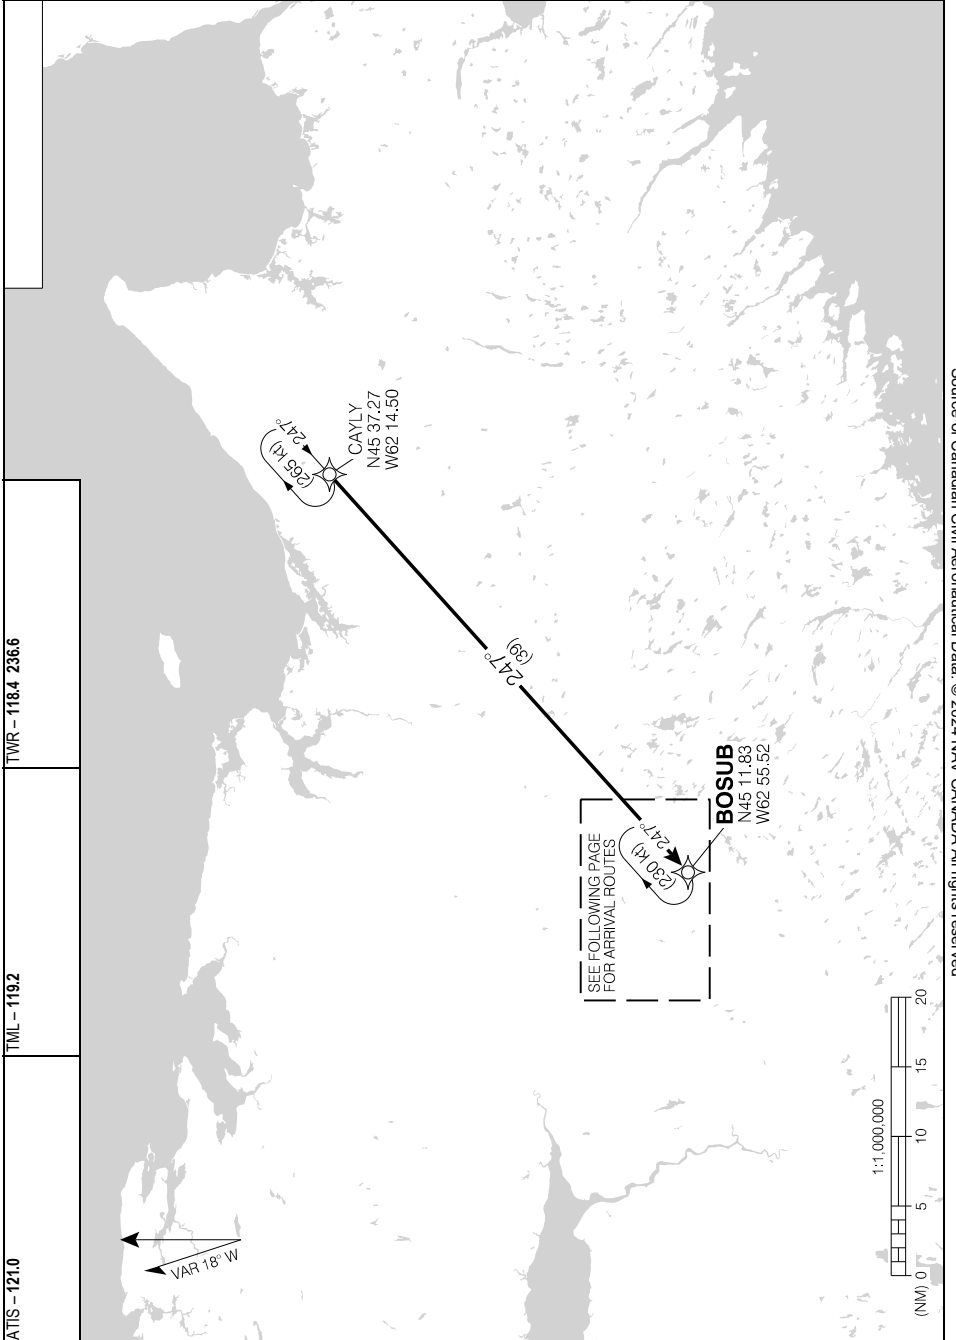 ATIS – 121.0
TML – 119.2
TWR – 118.4 236.6
247°
(265 kt)
CAYLY
N45 37.27
W62 14.50
247°
(39)
SEE FOLLOWING PAGE
FOR ARRIVAL ROUTES
247°
(230 kt)
BOSUB
N45 11.83
W62 55.52
VAR 18° W
1:1,000,000
(NM) 0 5 10 15 20
Source of Canadian Civil Aeronautical Data: © 2024 NAV CANADA All rights reserved